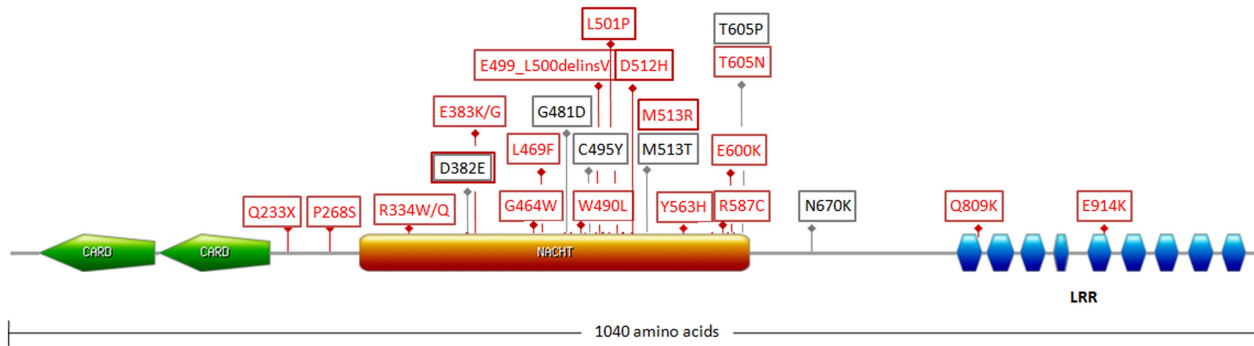 T605P
L501P
E499_L500delinsV
D512H
T605N
E383K/G
G481D
M513R
L469F
C495Y
M513T
E600K
D382E
Q233X
P268S
R334W/Q
G464W
W490L
Y563H
R587C
N670K
Q809K
E914K
CARD
CARD
NACHT
LRR
1040 amino acids